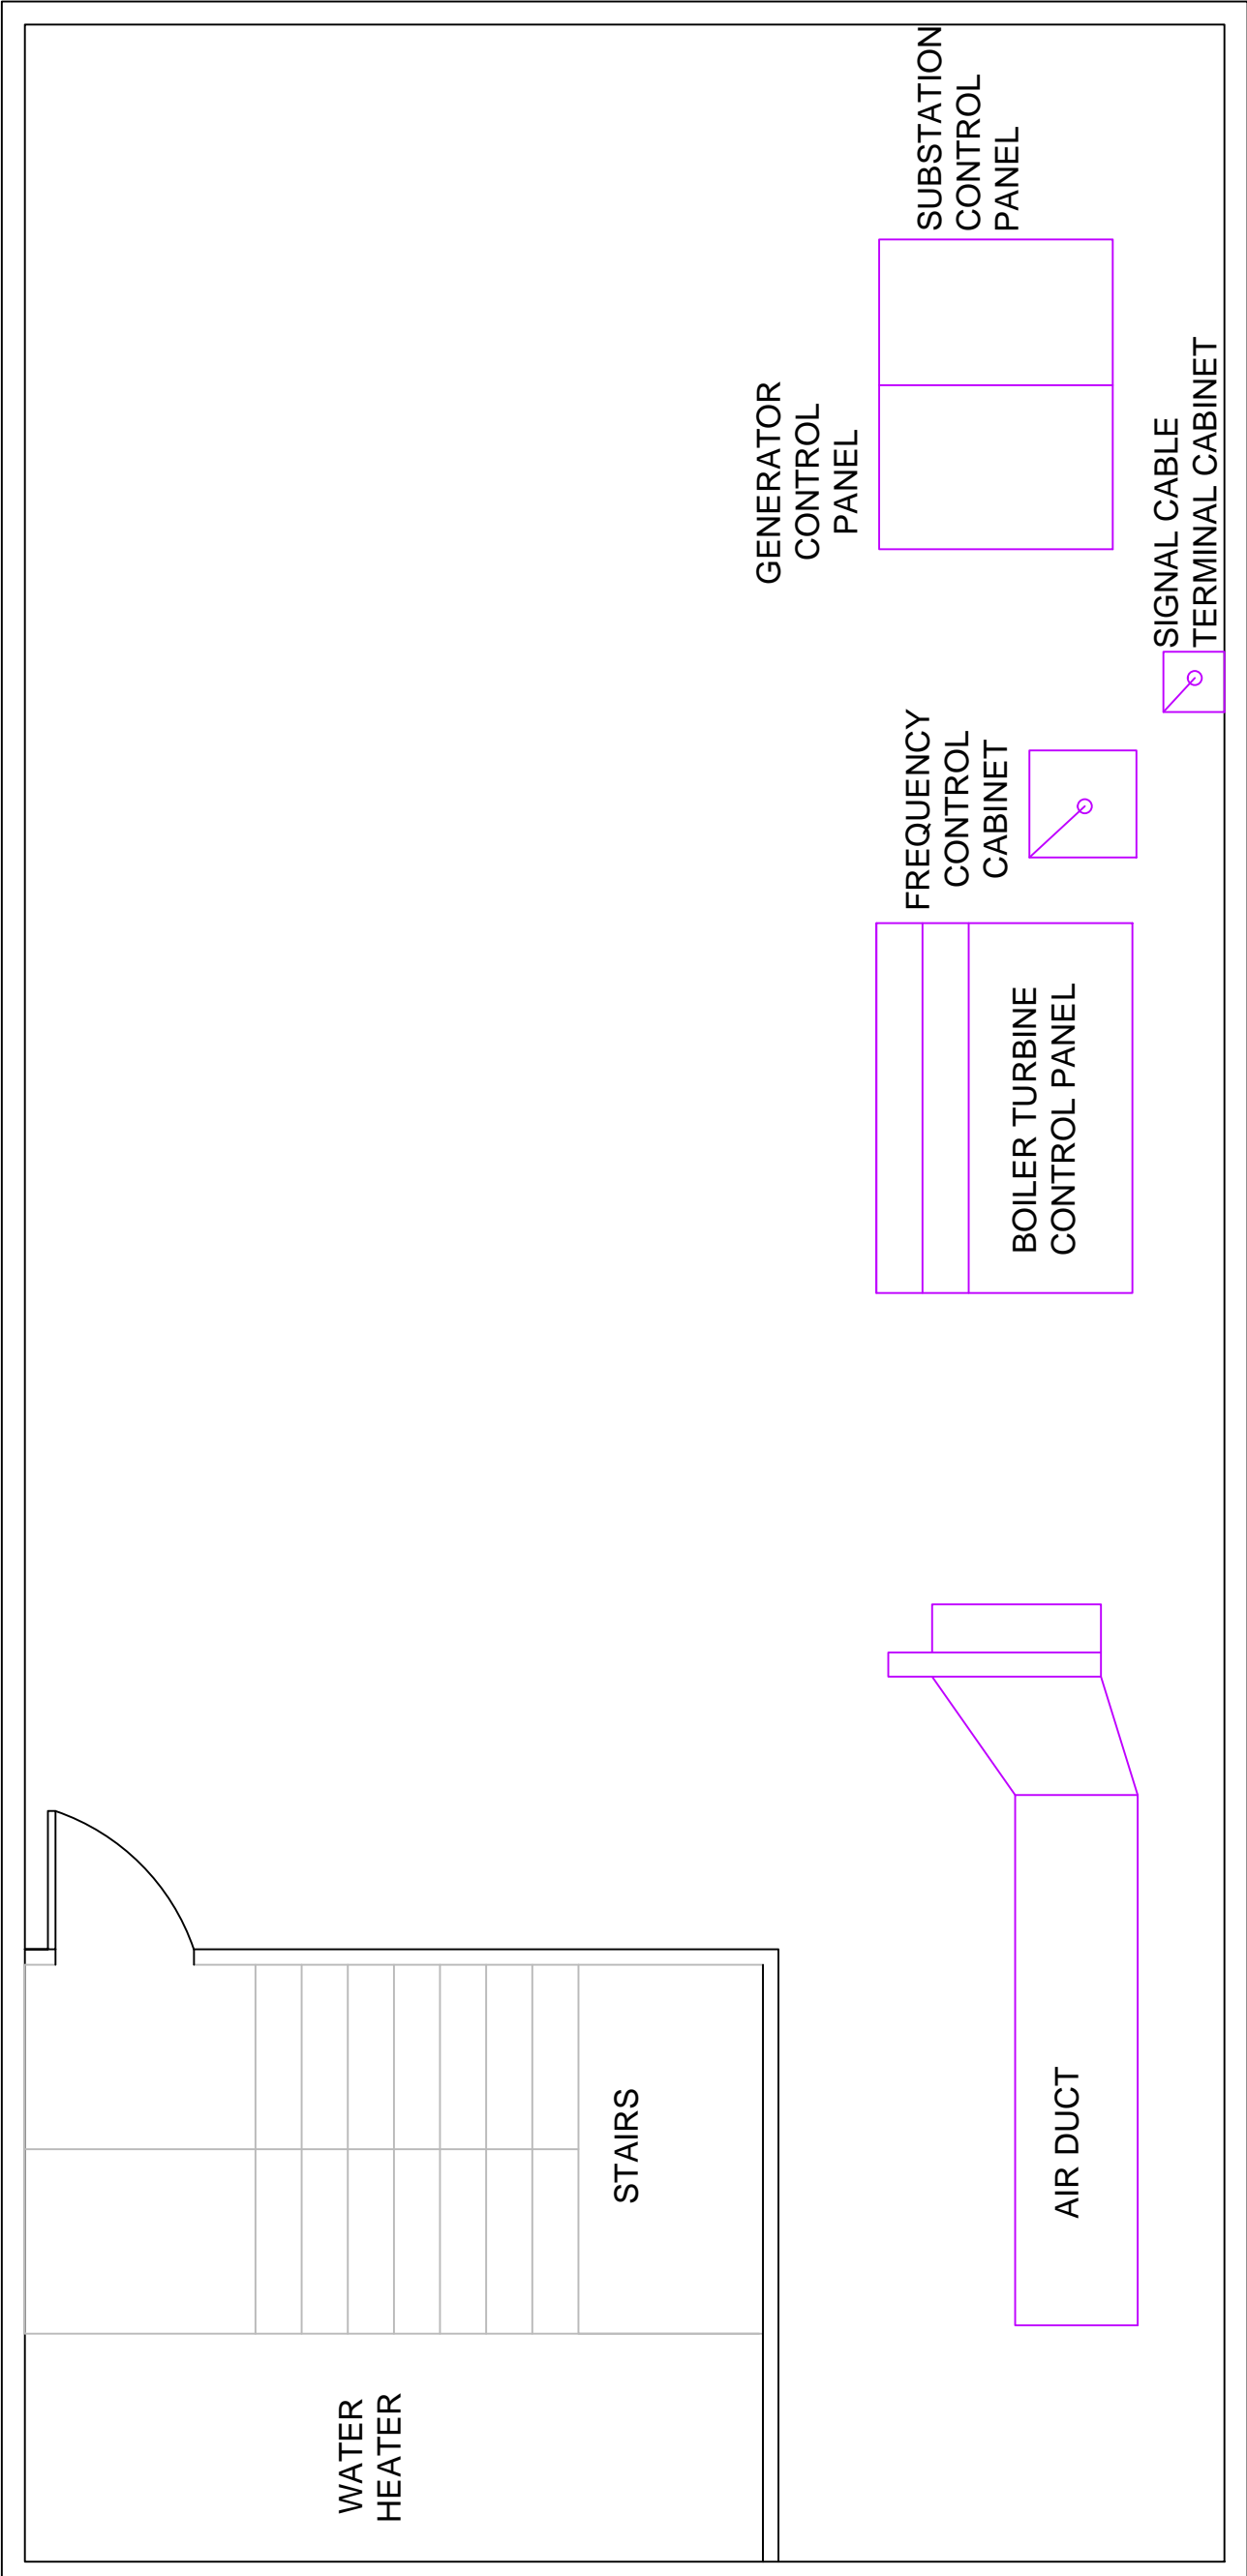 SUBSTATION
CONTROL
PANEL
GENERATOR
CONTROL
PANEL
SIGNAL CABLE
TERMINAL CABINET
FREQUENCY
CONTROL
CABINET
BOILER TURBINE
CONTROL PANEL
AIR DUCT
STAIRS
WATER
HEATER